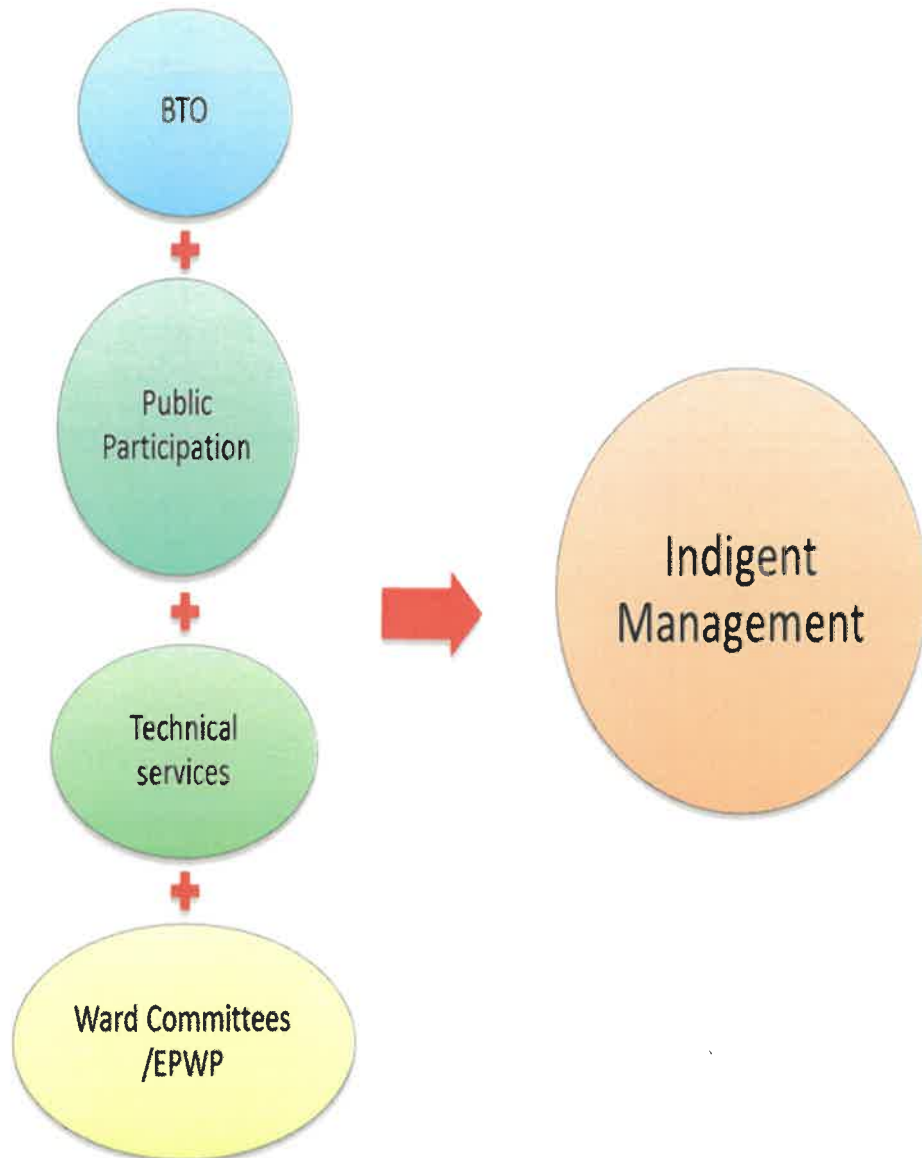 BTO
Public
Participation
Technical
services
Ward Committees
/EPWP
Indigent
Management